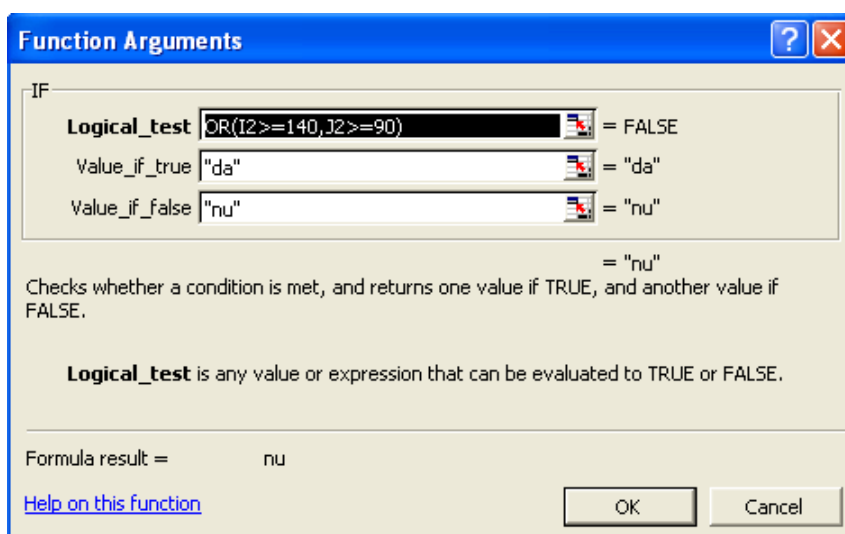 Function Arguments
IF
Logical_test OR(I2>=140,J2>=90) = FALSE
Value_if_true "da" = "da"
Value_if_false "nu" = "nu"
= "nu"
Checks whether a condition is met, and returns one value if TRUE, and another value if
FALSE.
Logical_test is any value or expression that can be evaluated to TRUE or FALSE.
Formula result = nu
Help on this function
OK
Cancel